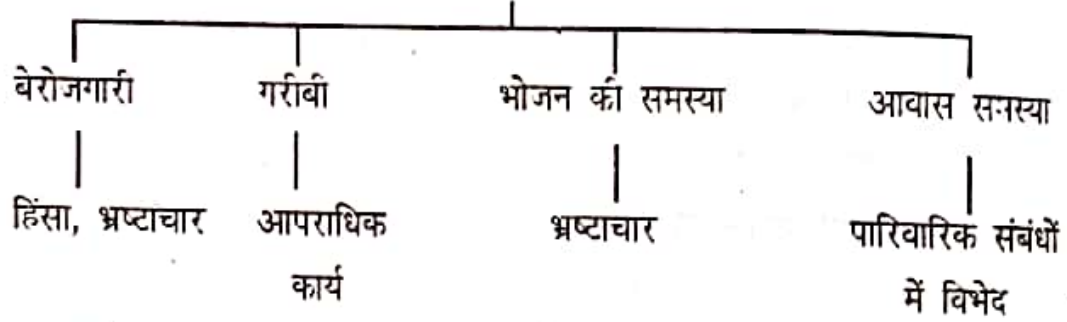 बेरोजगारी गरीबी भोजन की समस्या आवास समस्या
हिंसा, भ्रष्टाचार आपराधिक भ्रष्टाचार पारिवारिक संबंधों
कार्य में विभेद